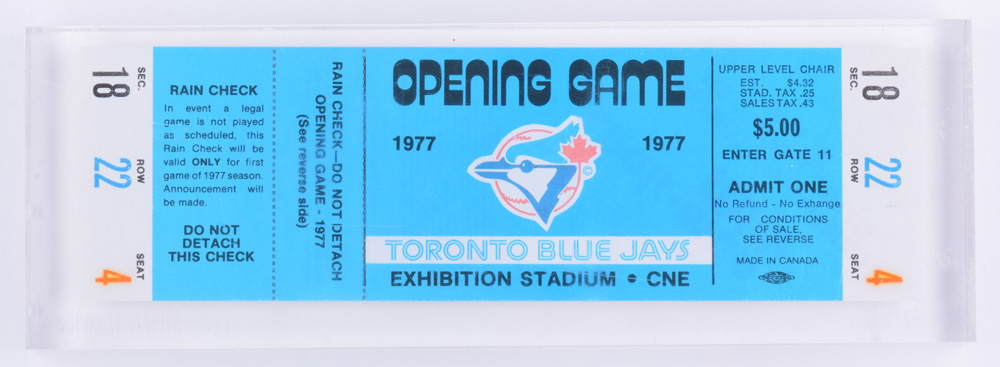 SEC. 18
ROW 22
SEAT 4
RAIN CHECK
In event a legal
game is not played
as scheduled, this
Rain Check will be
valid ONLY for first
game of 1977 season.
Announcement will
be made.
DO NOT
DETACH
THIS CHECK
RAIN CHECK—DO NOT DETACH
OPENING GAME - 1977
(See reverse side)
OPENING GAME
1977 1977
©
TORONTO BLUE JAYS
EXHIBITION STADIUM • CNE
UPPER LEVEL CHAIR
EST. $4.32
STAD. TAX .25
SALES TAX .43
$5.00
ENTER GATE 11
ADMIT ONE
No Refund - No Exhange
FOR CONDITIONS
OF SALE,
SEE REVERSE
MADE IN CANADA
SEC. 18
ROW 22
SEAT 4